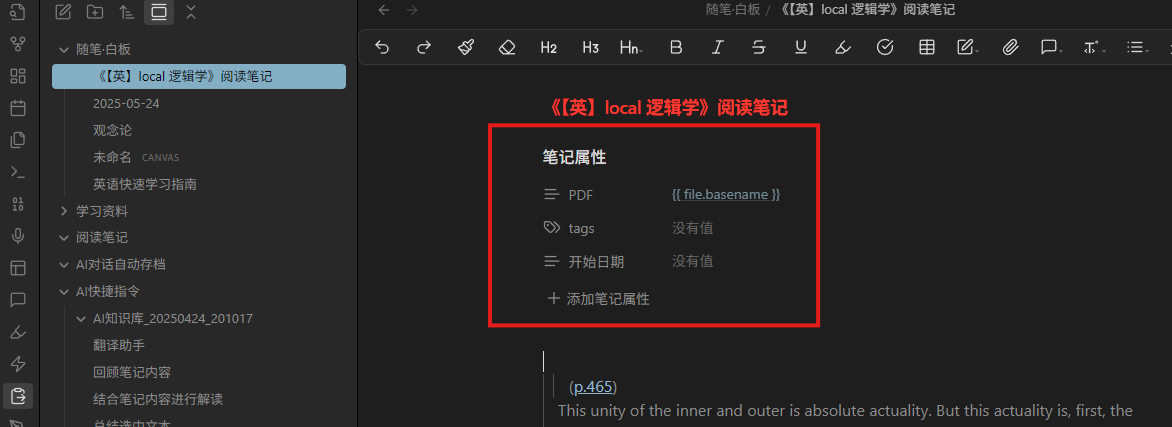 随笔·白板 / 《【英】local 逻辑学》阅读笔记
随笔·白板
《【英】local 逻辑学》阅读笔记
2025-05-24
观念论
未命名 CANVAS
英语快速学习指南
学习资料
阅读笔记
AI对话自动存档
AI快捷指令
AI知识库_20250424_201017
翻译助手
回顾笔记内容
结合笔记内容进行解读
总结选中文本
H2 H3 Hn B I S U
《【英】local 逻辑学》阅读笔记
笔记属性
PDF {{ file.basename }}
tags 没有值
开始日期 没有值
添加笔记属性
(p.465)
This unity of the inner and outer is absolute actuality. But this actuality is, first, the